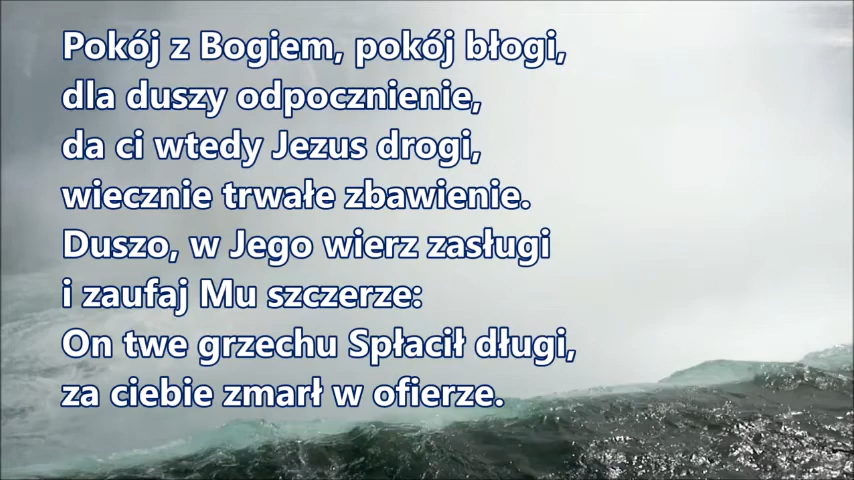 Pokój z Bogiem, pokój błogi,
dla duszy odpocznienie,
da ci wtedy Jezus drogi,
wiecznie trwałe zbawienie.
Duszo, w Jego wierz zasługi
i zaufaj Mu szczerze:
On twe grzechu Spłacił długi,
za ciebie zmarł w ofierze.